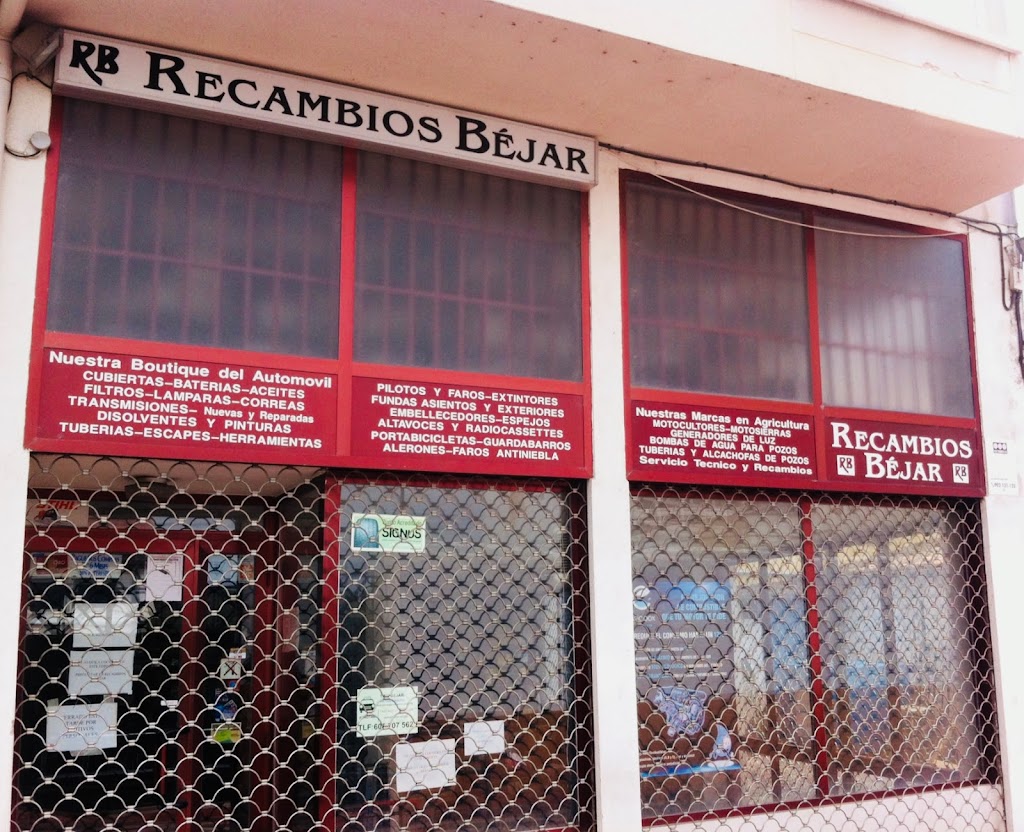 RB RECAMBIOS BÉJAR
Nuestra Boutique del Automovil
CUBIERTAS-BATERIAS-ACEITES
FILTROS-LAMPARAS-CORREAS
TRANSMISIONES- Nuevas y Reparadas
DISOLVENTES Y PINTURAS
TUBERIAS-ESCAPES-HERRAMIENTAS
PILOTOS Y FAROS-EXTINTORES
FUNDAS ASIENTOS Y EXTERIORES
EMBELLECEDORES-ESPEJOS
ALTAVOCES Y RADIOCASSETTES
PORTABICICLETAS-GUARDABARROS
ALERONES-FAROS ANTINIEBLA
Nuestras Marcas en Agricultura
MOTOCULTORES-MOTOSIERRAS
GENERADORES DE LUZ
BOMBAS DE AGUA PARA POZOS
TUBERIAS Y ALCACHOFAS DE POZOS
Servicio Tecnico y Recambios
RECAMBIOS
RB BÉJAR RB
SIGNUS